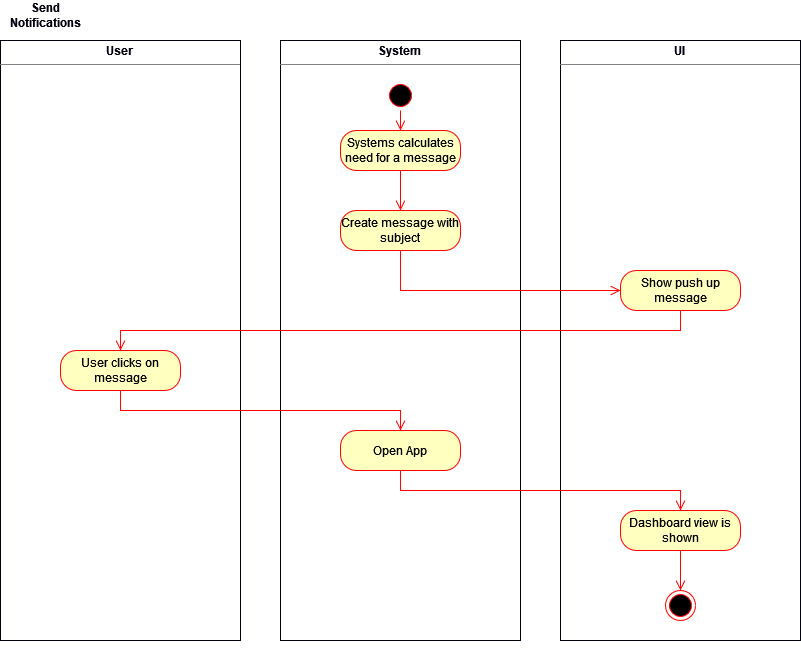 Send
Notifications
User
System
UI
Systems calculates
need for a message
Create message with
subject
Show push up
message
User clicks on
message
Open App
Dashboard view is
shown